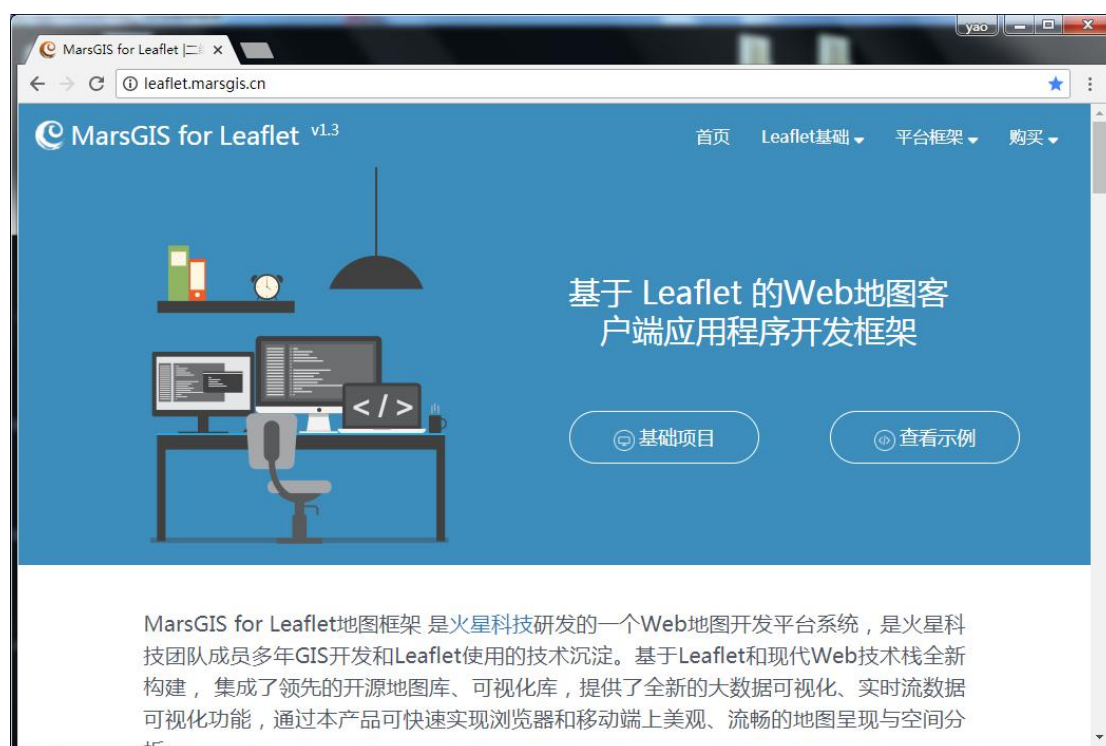 yao
MarsGIS for Leaflet |二
leaflet.marsgis.cn
MarsGIS for Leaflet v1.3
首页 Leaflet基础 平台框架 购买
基于 Leaflet 的Web地图客
户端应用程序开发框架
</>
基础项目 查看示例
MarsGIS for Leaflet地图框架 是火星科技研发的一个Web地图开发平台系统，是火星科
技团队成员多年GIS开发和Leaflet使用的技术沉淀。基于Leaflet和现代Web技术栈全新
构建， 集成了领先的开源地图库、可视化库，提供了全新的大数据可视化、实时流数据
可视化功能，通过本产品可快速实现浏览器和移动端上美观、流畅的地图呈现与空间分